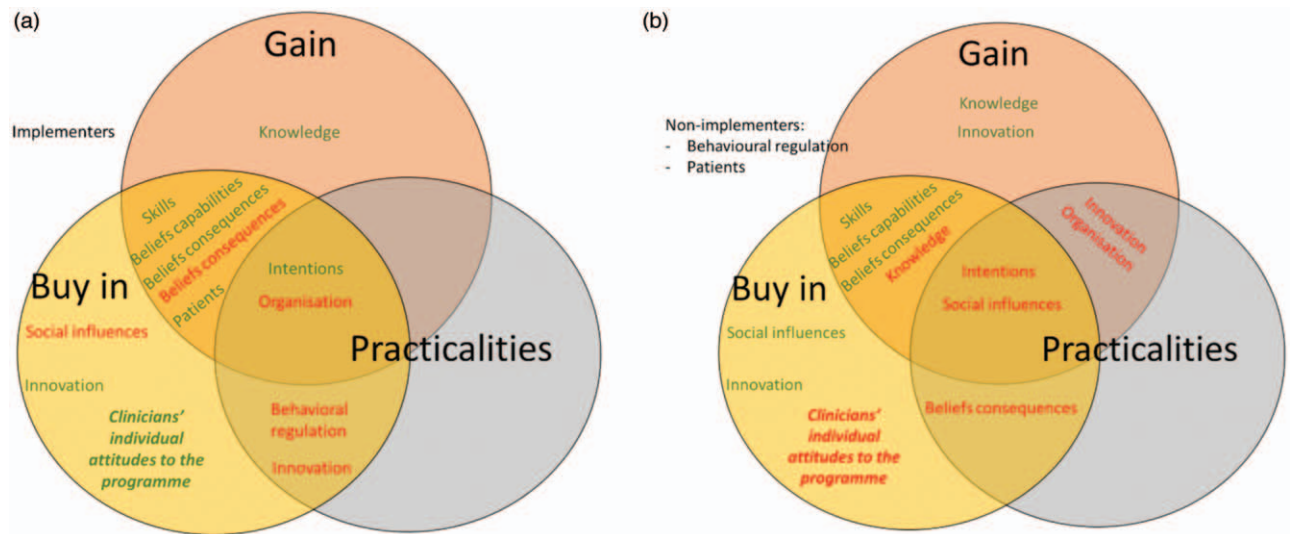 (a)
Gain
Implementers
Knowledge
Skills
Beliefs capabilities
Beliefs consequences
Beliefs consequences
Patients
Intentions
Organisation
Buy in
Social influences
Innovation
Clinicians’
individual
attitudes to the
programme
Practicalities
Behavioral
regulation
Innovation
(b)
Gain
Knowledge
Innovation
Non-implementers:
- Behavioural regulation
- Patients
Skills
Beliefs capabilities
Beliefs consequences
Knowledge
Innovation
Organisation
Intentions
Social influences
Buy in
Social influences
Innovation
Clinicians’
individual
attitudes to the
programme
Practicalities
Beliefs consequences